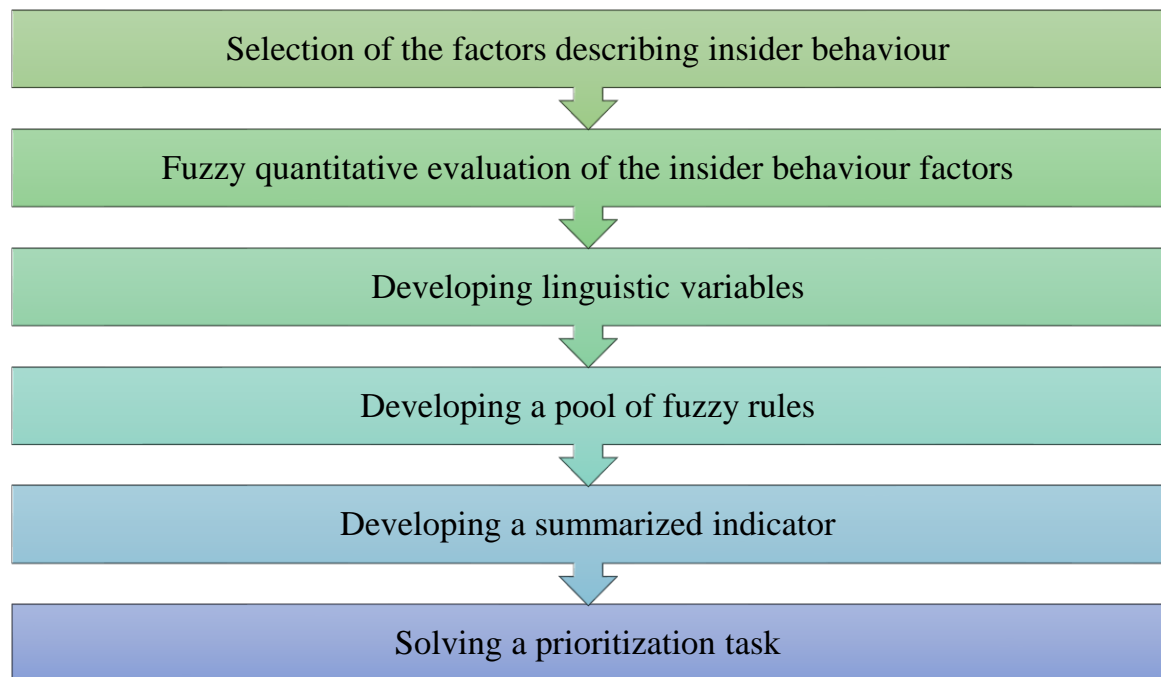 Selection of the factors describing insider behaviour
Fuzzy quantitative evaluation of the insider behaviour factors
Developing linguistic variables
Developing a pool of fuzzy rules
Developing a summarized indicator
Solving a prioritization task